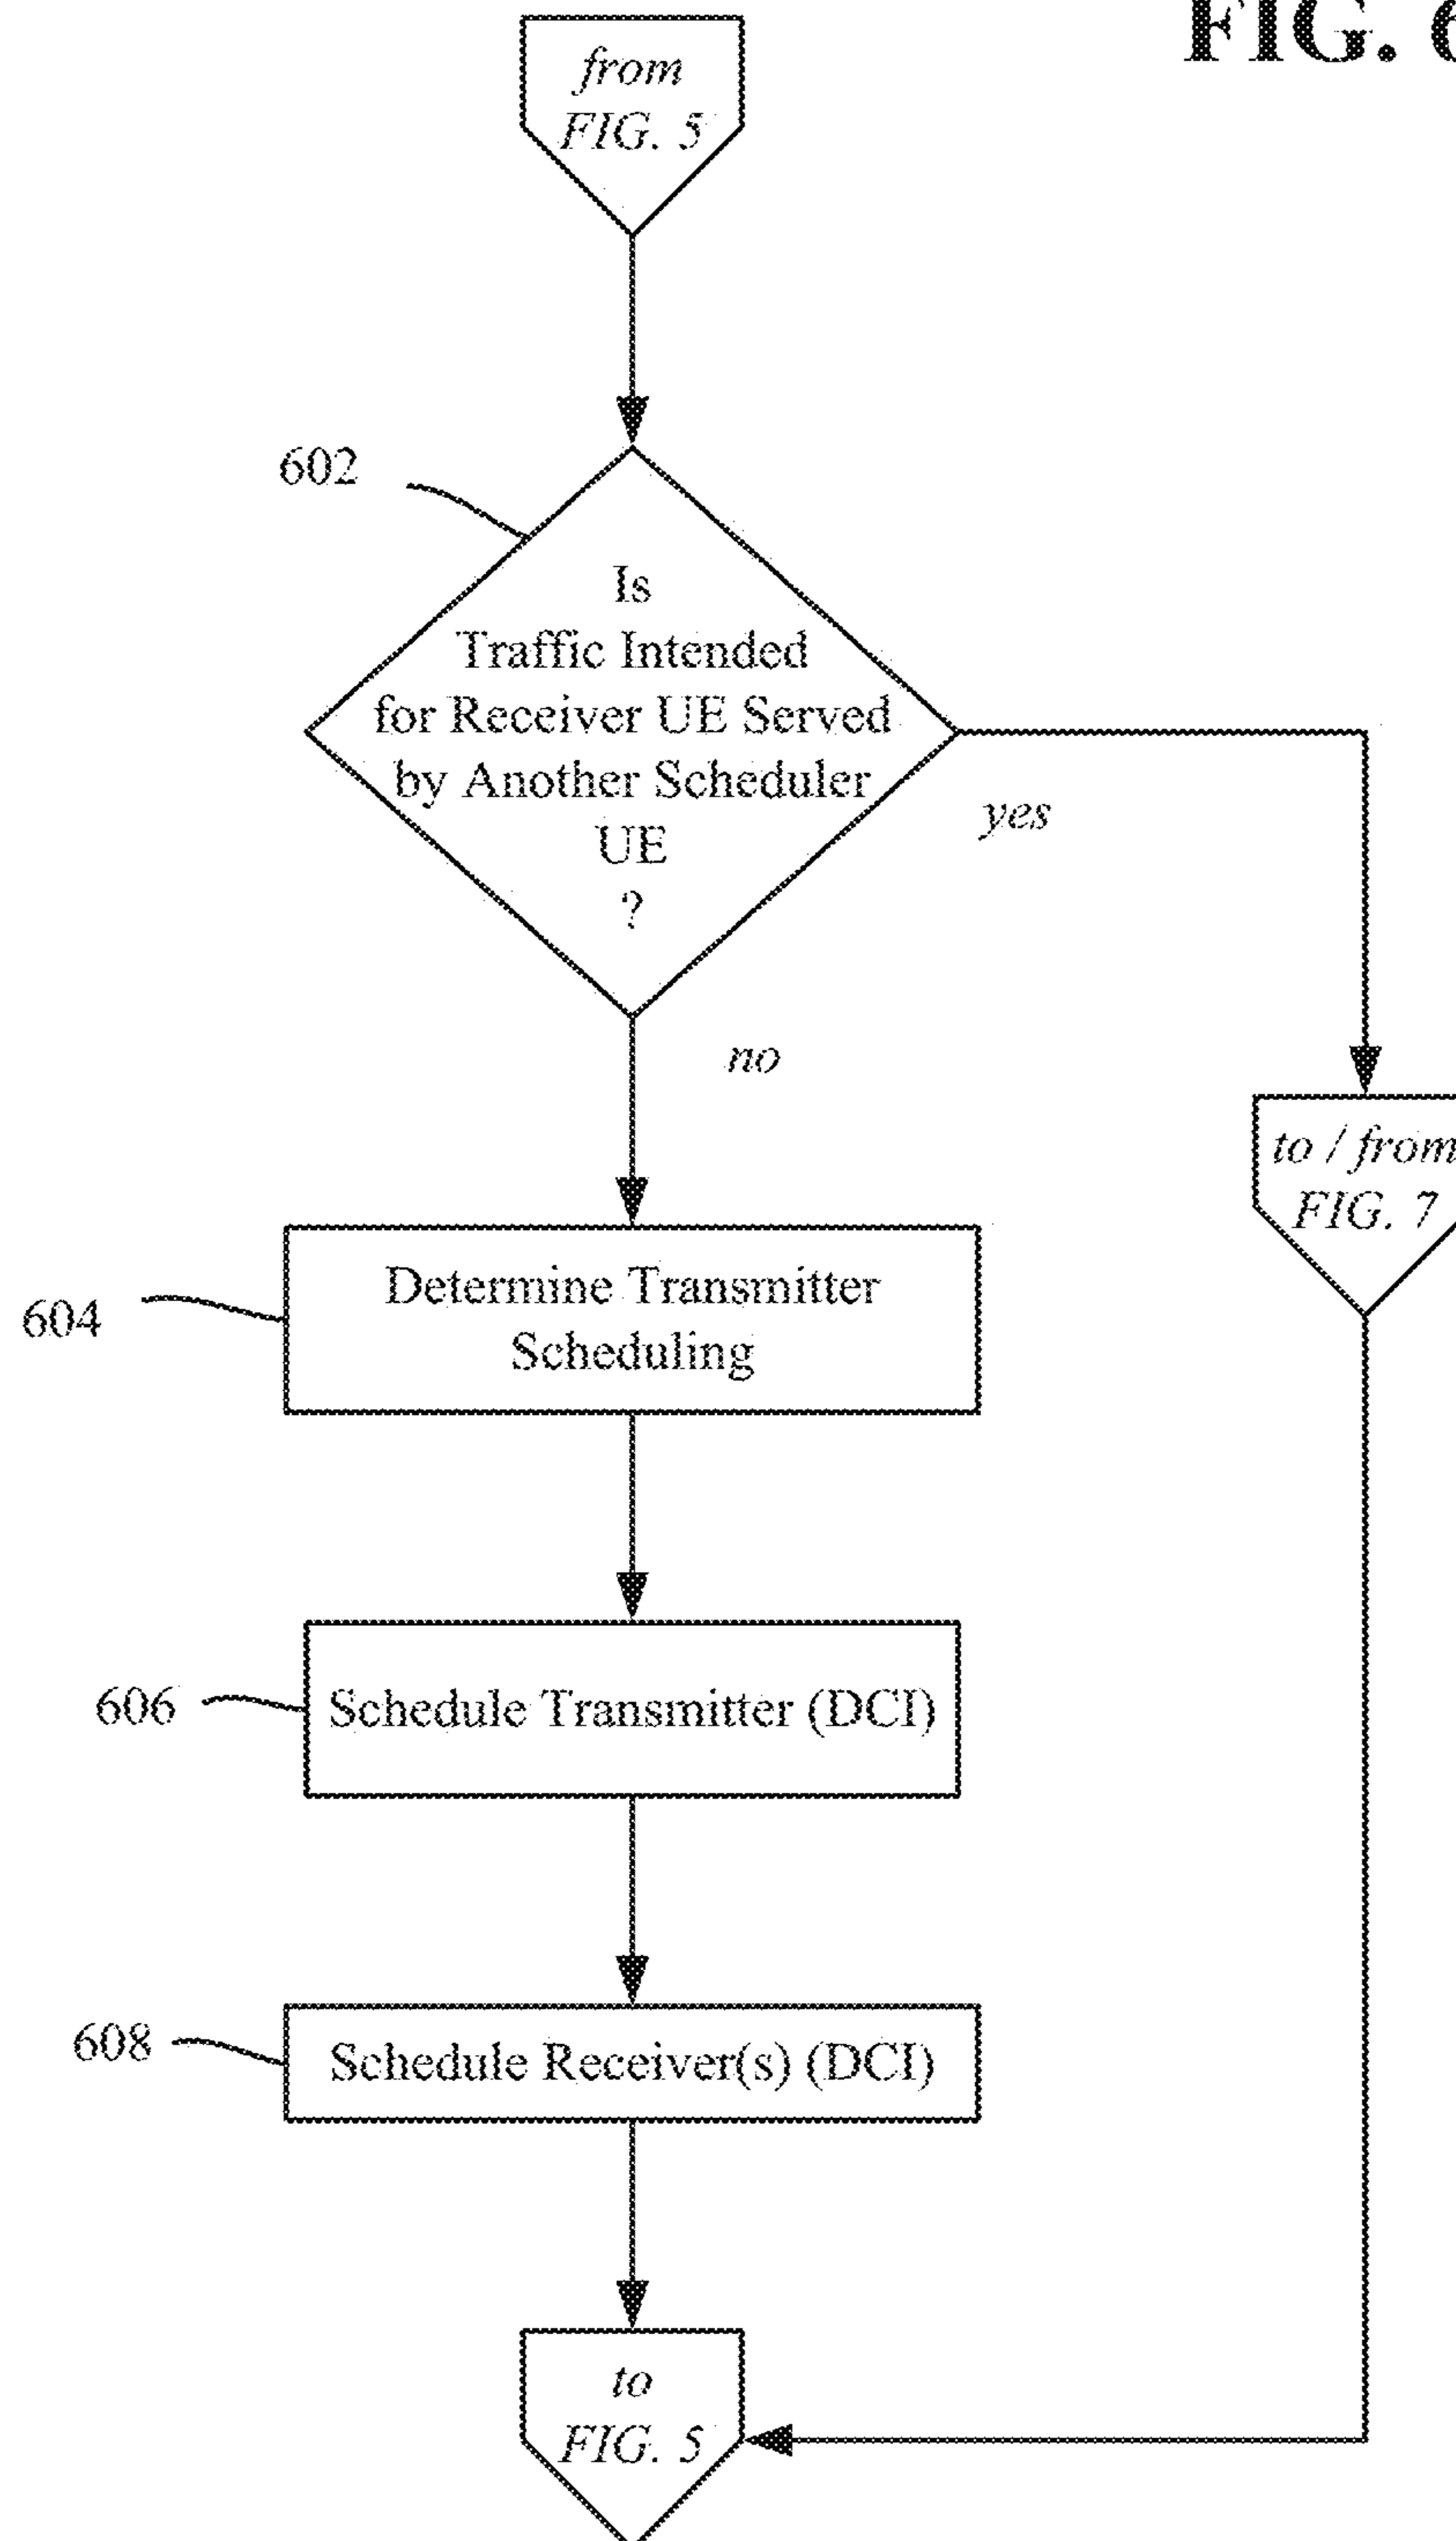 FIG. 6
from
FIG. 5
602
Is
Traffic Intended
for Receiver UE Served
by Another Scheduler
UE
?
yes
no
to / from
FIG. 7
604
Determine Transmitter
Scheduling
606
Schedule Transmitter (DCI)
608
Schedule Receiver(s) (DCI)
to
FIG. 5